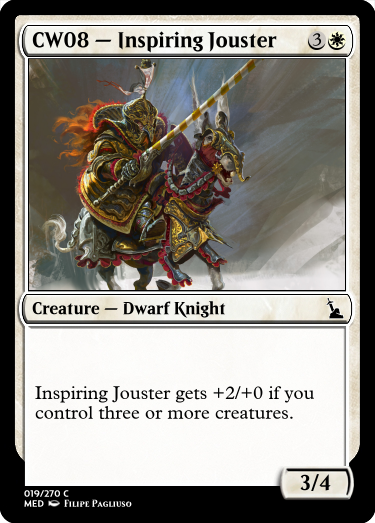 CW08 — Inspiring Jouster 3
Creature — Dwarf Knight
Inspiring Jouster gets +2/+0 if you
control three or more creatures.
3/4
019/270 C
MED Filipe Pagliuso